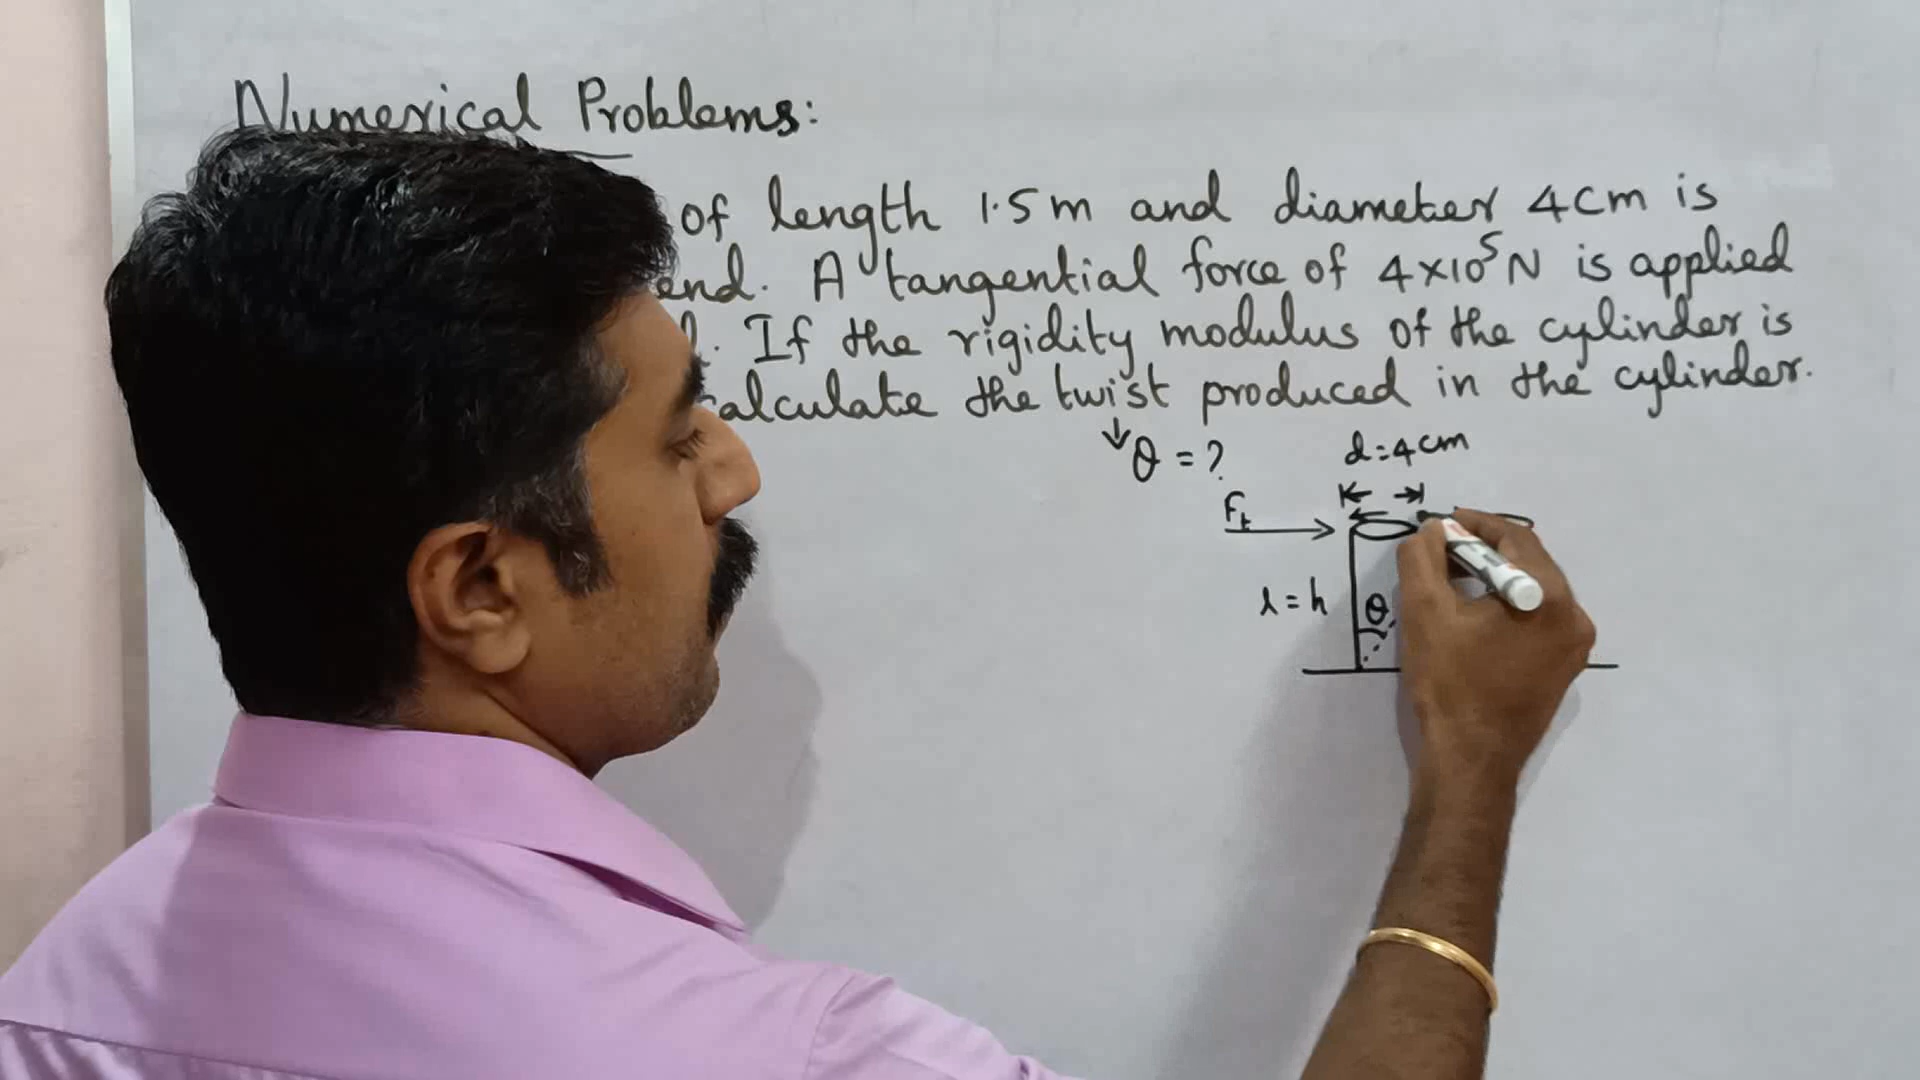 Numerical Problems:
of length 1.5m and diameter 4cm is
end. A tangential force of 4×10⁵N is applied
If the rigidity modulus of the cylinder is
calculate the twist produced in the cylinder.
θ = ?
d=4cm
Ft
l=h
θ